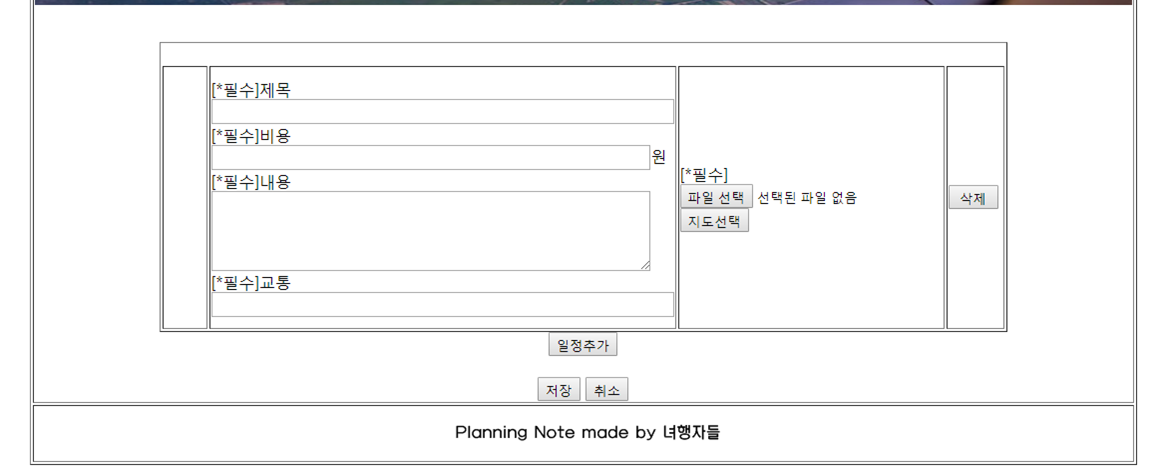 [*필수]제목
[*필수]비용
원
[*필수]내용
[*필수]교통
[*필수]
파일 선택 선택된 파일 없음
지도선택
삭제
일정추가
저장 취소
Planning Note made by 녀행자들